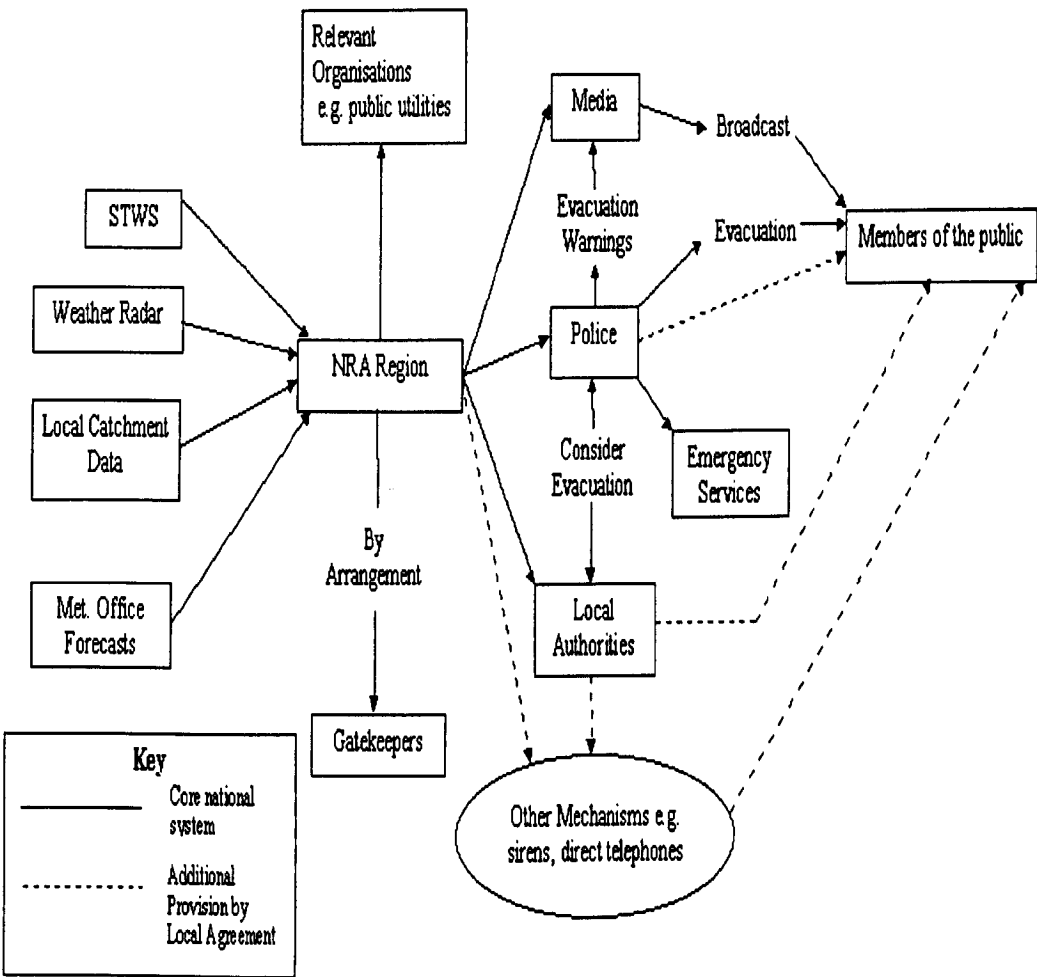 Relevant
Organisations
e.g. public utilities
Media
Broadcast
STWS
Evacuation
Warnings
Evacuation
Members of the public
Weather Radar
NRA Region
Police
Local Catchment
Data
Consider
Evacuation
Emergency
Services
By
Arrangement
Met. Office
Forecasts
Local
Authorities
Gatekeepers
Other Mechanisms e.g.
sirens, direct telephones
Key
Core national
system
Additional
Provision by
Local Agreement